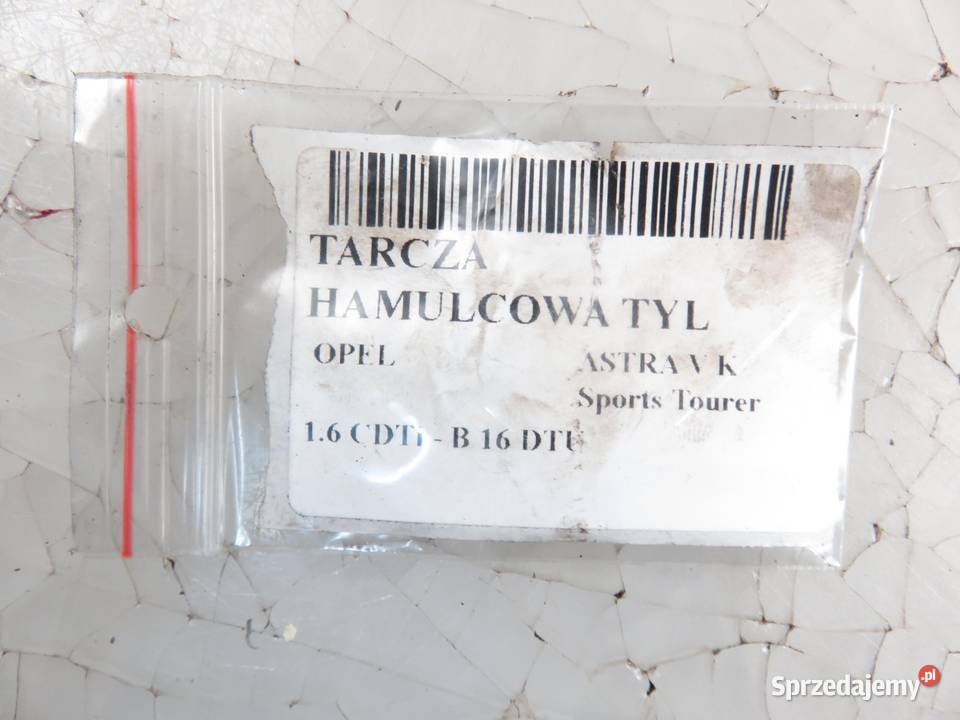 TARCZA
HAMULCOWA TYL
OPEL ASTRA V K
Sports Tourer
1.6 CDTI - B 16 DTU
Sprzedajemy.pl